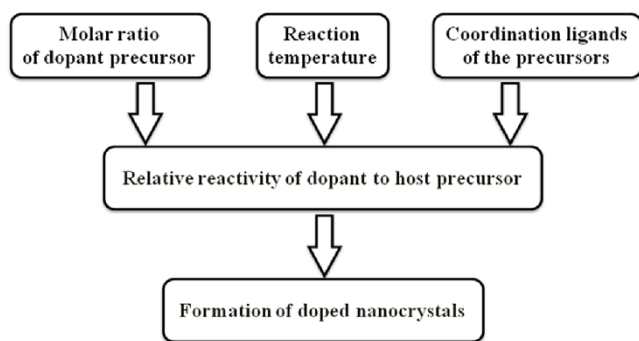 Molar ratio
of dopant precursor
Reaction
temperature
Coordination ligands
of the precursors
Relative reactivity of dopant to host precursor
Formation of doped nanocrystals